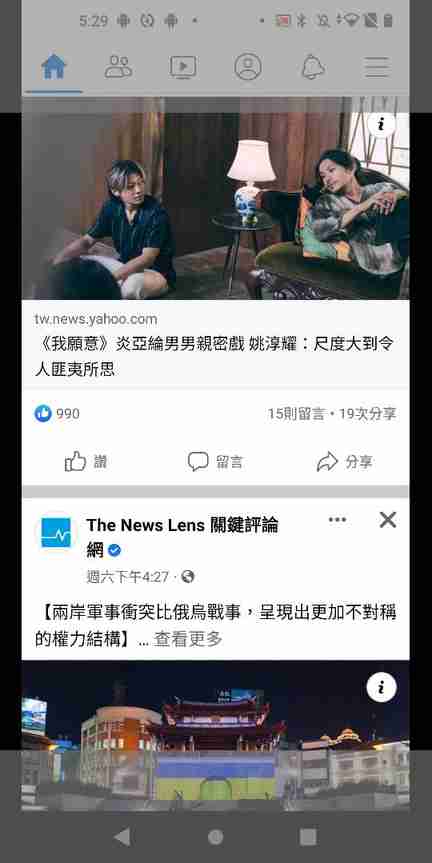 5:29
tw.news.yahoo.com
《我願意》炎亞綸男男親密戲 姚淳耀：尺度大到令
人匪夷所思
990
15則留言・19次分享
讚
留言
分享
The News Lens 關鍵評論
網
週六下午4:27
【兩岸軍事衝突比俄烏戰事，呈現出更加不對稱
的權力結構】... 查看更多